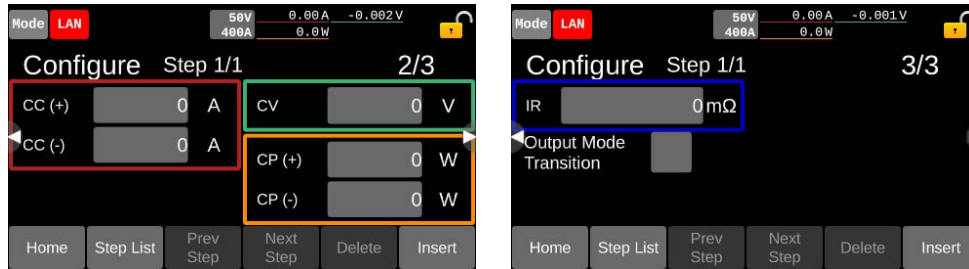 Mode LAN 50V 400A 0.00A -0.002V 0.0W
Configure Step 1/1 2/3
CC (+) 0 A CV 0 V
CC (-) 0 A
CP (+) 0 W
CP (-) 0 W
Home Step List Prev Step Next Step Delete Insert
Mode LAN 50V 400A 0.00A -0.001V 0.0W
Configure Step 1/1 3/3
IR 0 mΩ
Output Mode
Transition
Home Step List Prev Step Next Step Delete Insert